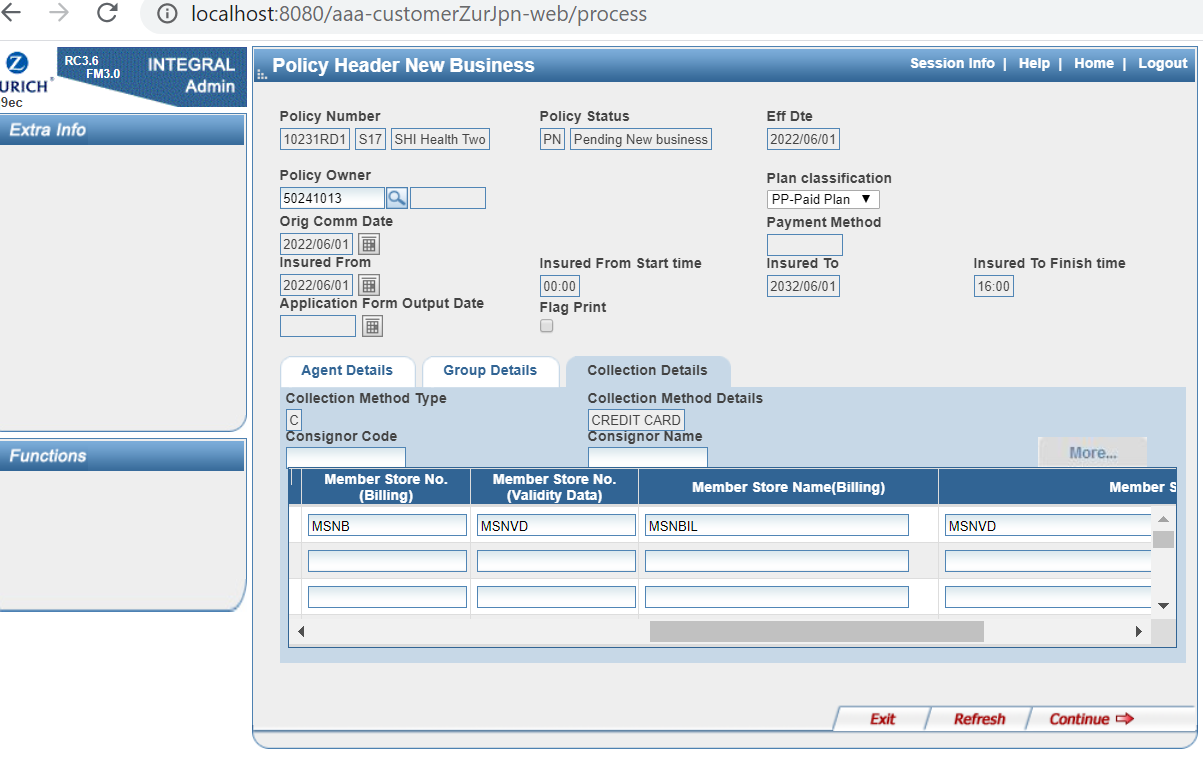 localhost:8080/aaa-customerZurJpn-web/process
RC3.6
FM3.0
INTEGRAL
Admin
URICH
9ec
Policy Header New Business
Session Info | Help | Home | Logout
Extra Info
Functions
Policy Number Policy Status Eff Dte
10231RD1 S17 SHI Health Two PN Pending New business 2022/06/01
Policy Owner Plan classification
50241013 PP-Paid Plan
Orig Comm Date Payment Method
2022/06/01
Insured From Insured From Start time Insured To Insured To Finish time
2022/06/01 00:00 2032/06/01 16:00
Application Form Output Date Flag Print
Agent Details Group Details Collection Details
Collection Method Type Collection Method Details
C CREDIT CARD
Consignor Code Consignor Name
More...
Member Store No. (Billing)
Member Store No. (Validity Data)
Member Store Name(Billing)
Member S
MSNB MSNVD MSNBIL MSNVD
Exit Refresh Continue